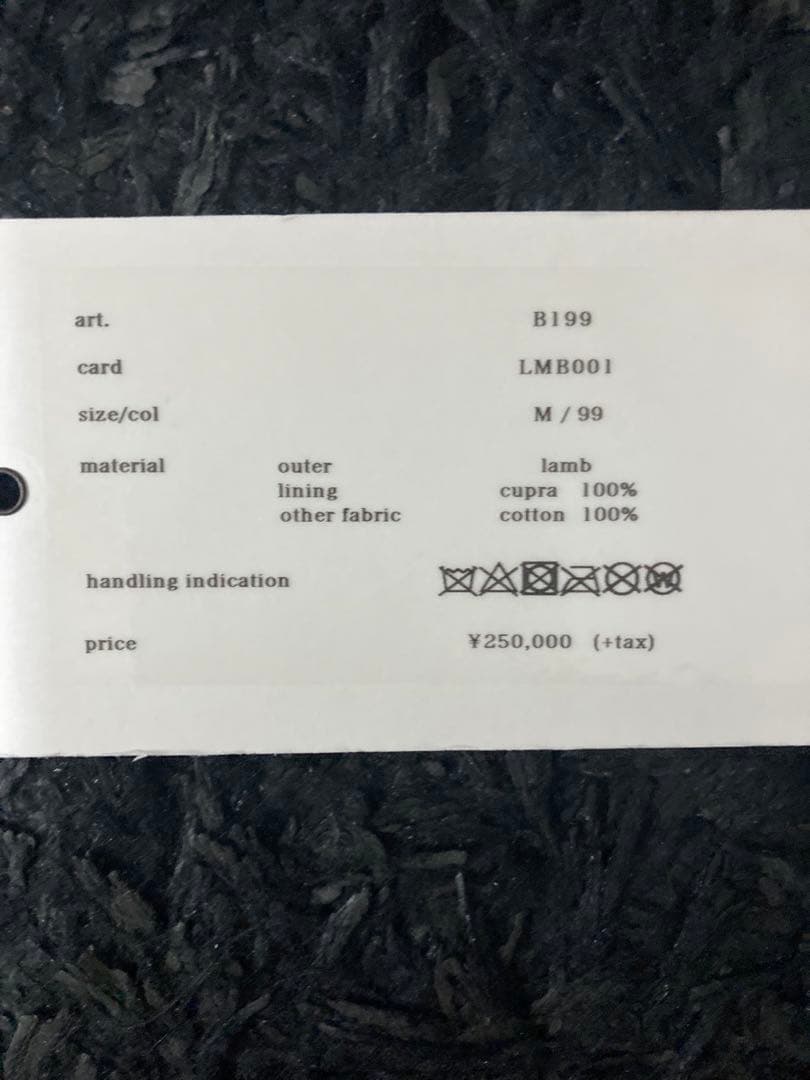 art. B199
card LMB001
size/col M / 99
material outer lamb
lining cupra 100%
other fabric cotton 100%
handling indication
price ¥250,000 (+tax)